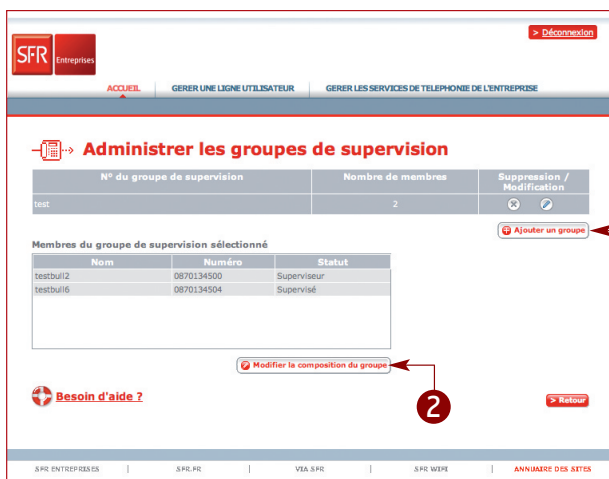 > Déconnexion
SFR Entreprises
ACCUEIL GERER UNE LIGNE UTILISATEUR GERER LES SERVICES DE TELEPHONIE DE L'ENTREPRISE
Administrer les groupes de supervision
N° du groupe de supervision Nombre de membres Suppression / Modification
test 2
Ajouter un groupe
Membres du groupe de supervision sélectionné
Nom Numéro Statut
testbull2 0870134500 Superviseur
testbull6 0870134504 Supervisé
Modifier la composition du groupe
2
Besoin d'aide ?
> Retour
SFR ENTREPRISES | SFR.FR | VIA SFR | SFR WIFI | ANNUAIRE DES SITES